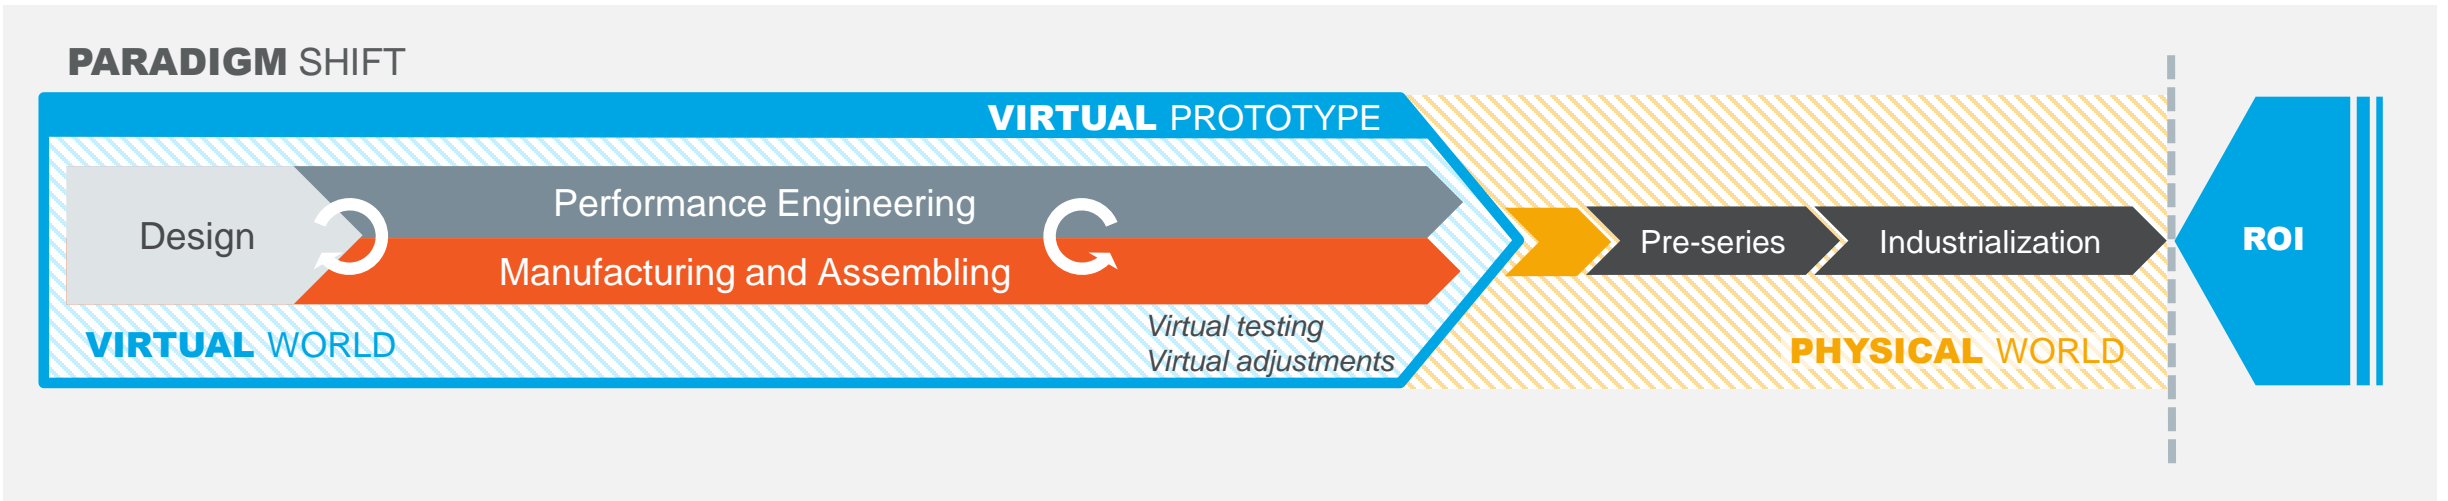 PARADIGM SHIFT
VIRTUAL PROTOTYPE
Design
Performance Engineering
Manufacturing and Assembling
VIRTUAL WORLD
Virtual testing
Virtual adjustments
Pre-series
Industrialization
PHYSICAL WORLD
ROI